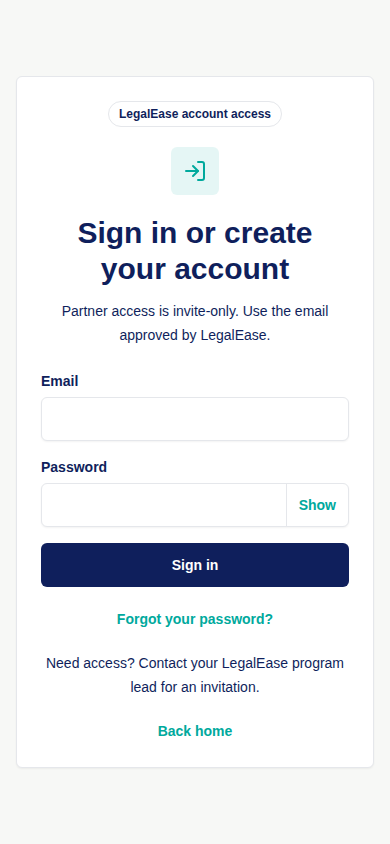 LegalEase account access
Sign in or create
your account
Partner access is invite-only. Use the email
approved by LegalEase.
Email
Password
Show
Sign in
Forgot your password?
Need access? Contact your LegalEase program
lead for an invitation.
Back home